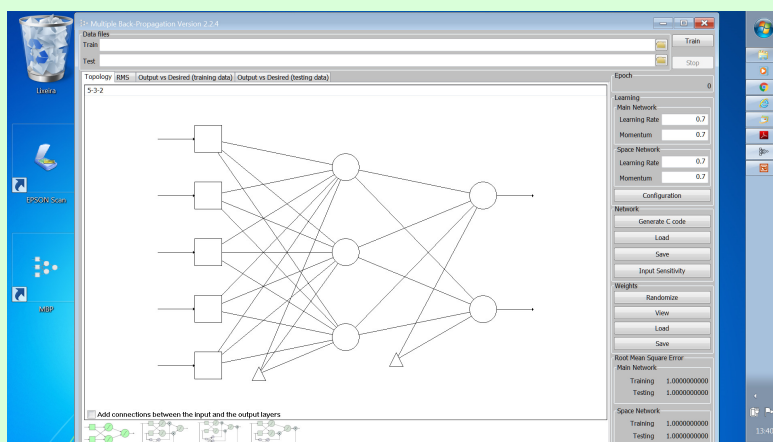 Multiple Back-Propagation Version 2.2.4
Data files
Train
Test
Train
Stop
Topology RMS Output vs Desired (training data) Output vs Desired (testing data)
5-3-2
Add connections between the input and the output layers
Epoch
0
Learning
Main Network
Learning Rate 0.7
Momentum 0.7
Space Network
Learning Rate 0.7
Momentum 0.7
Configuration
Network
Generate C code
Load
Save
Input Sensitivity
Weights
Randomize
View
Load
Save
Root Mean Square Error
Main Network
Training 1.0000000000
Testing 1.0000000000
Space Network
Training 1.0000000000
Testing 1.0000000000
Lixeira
EPSON Scan
MBP
13:40